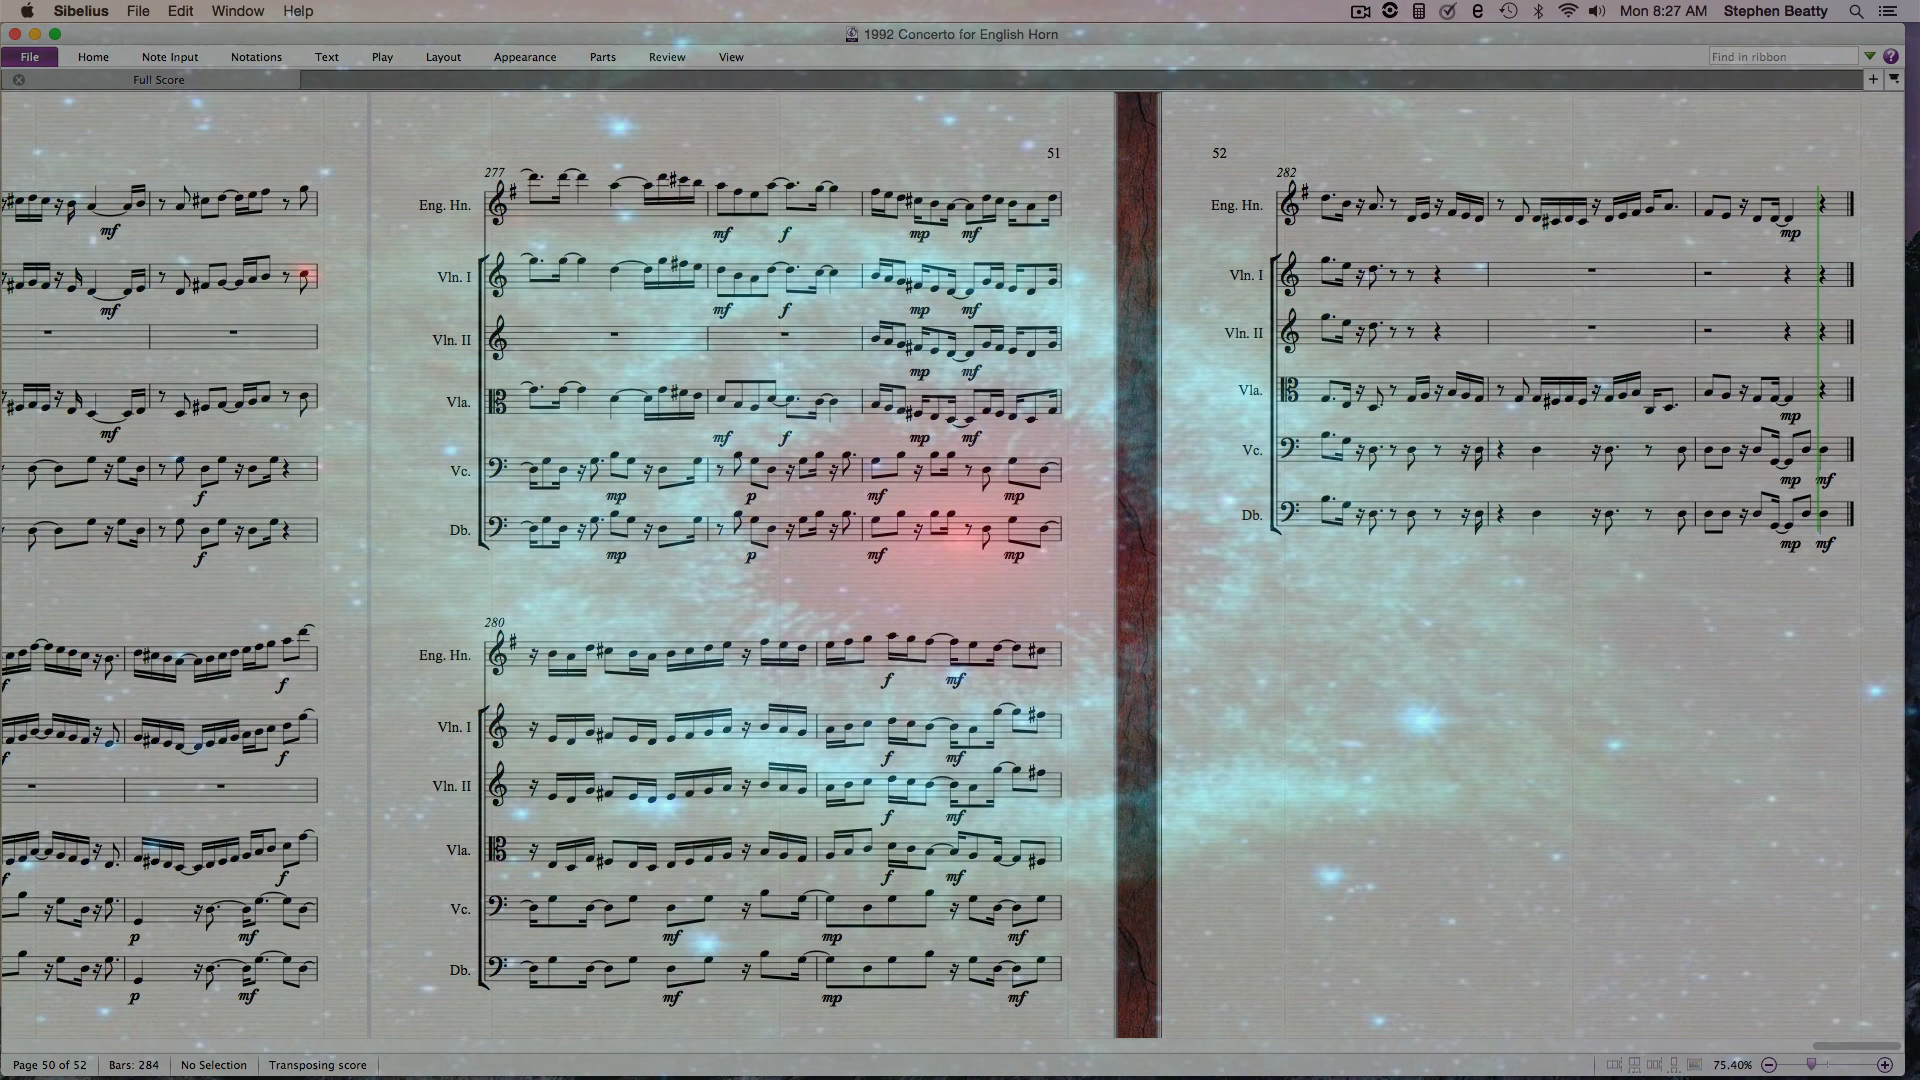 Sibelius File Edit Window Help
e Mon 8:27 AM Stephen Beatty
1992 Concerto for English Horn
File Home Note Input Notations Text Play Layout Appearance Parts Review View
Find in ribbon ?
Full Score
+
mf
mf
mf
f
f
f
f
f
f
f
f
p mf
p mf
51
277
Eng. Hn.
mf f mp mf
Vln. I
mf f mp mf
Vln. II
mp mf
Vla.
mf f mp mf
Vc.
mp p mf mp
Db.
mp p mf mp
280
Eng. Hn.
f mf
Vln. I
f mf
Vln. II
f mf
Vla.
f mf
Vc.
mf mp mf
Db.
mf mp mf
52
282
Eng. Hn.
mp
Vln. I
Vln. II
Vla.
mp
Vc.
mp mf
Db.
mp mf
Page 50 of 52 Bars: 284 No Selection Transposing score
75.40%